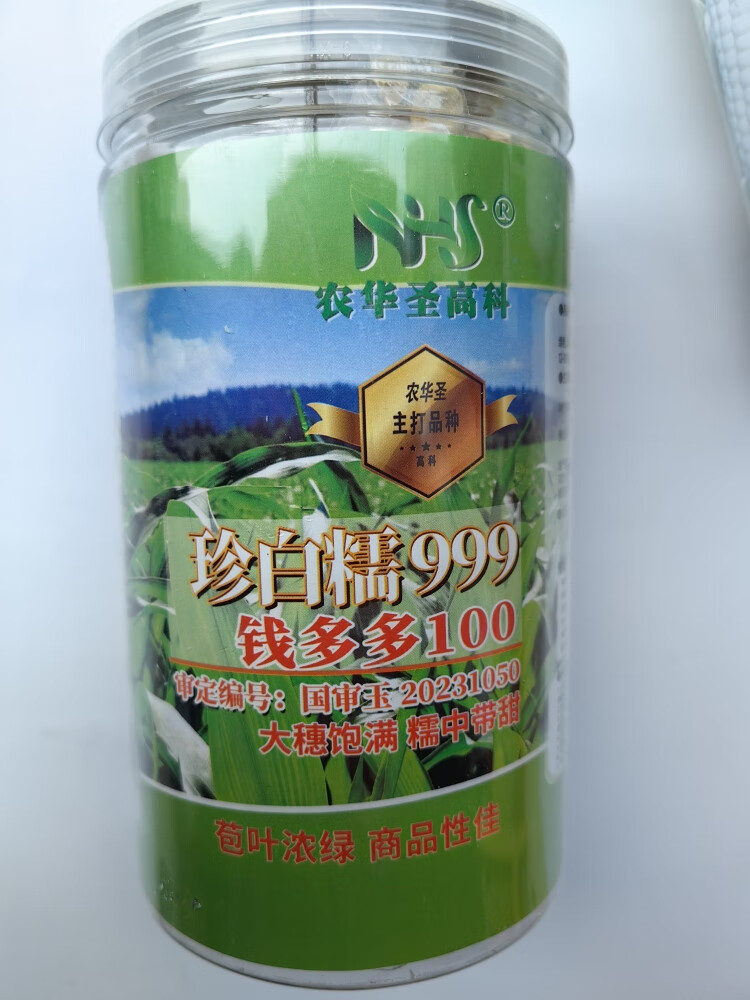 NHS®
农华圣高科
农华圣
主打品种
高科
珍白糯999
钱多多100
审定编号：国审玉20231050
大穗饱满 糯中带甜
苞叶浓绿 商品性佳